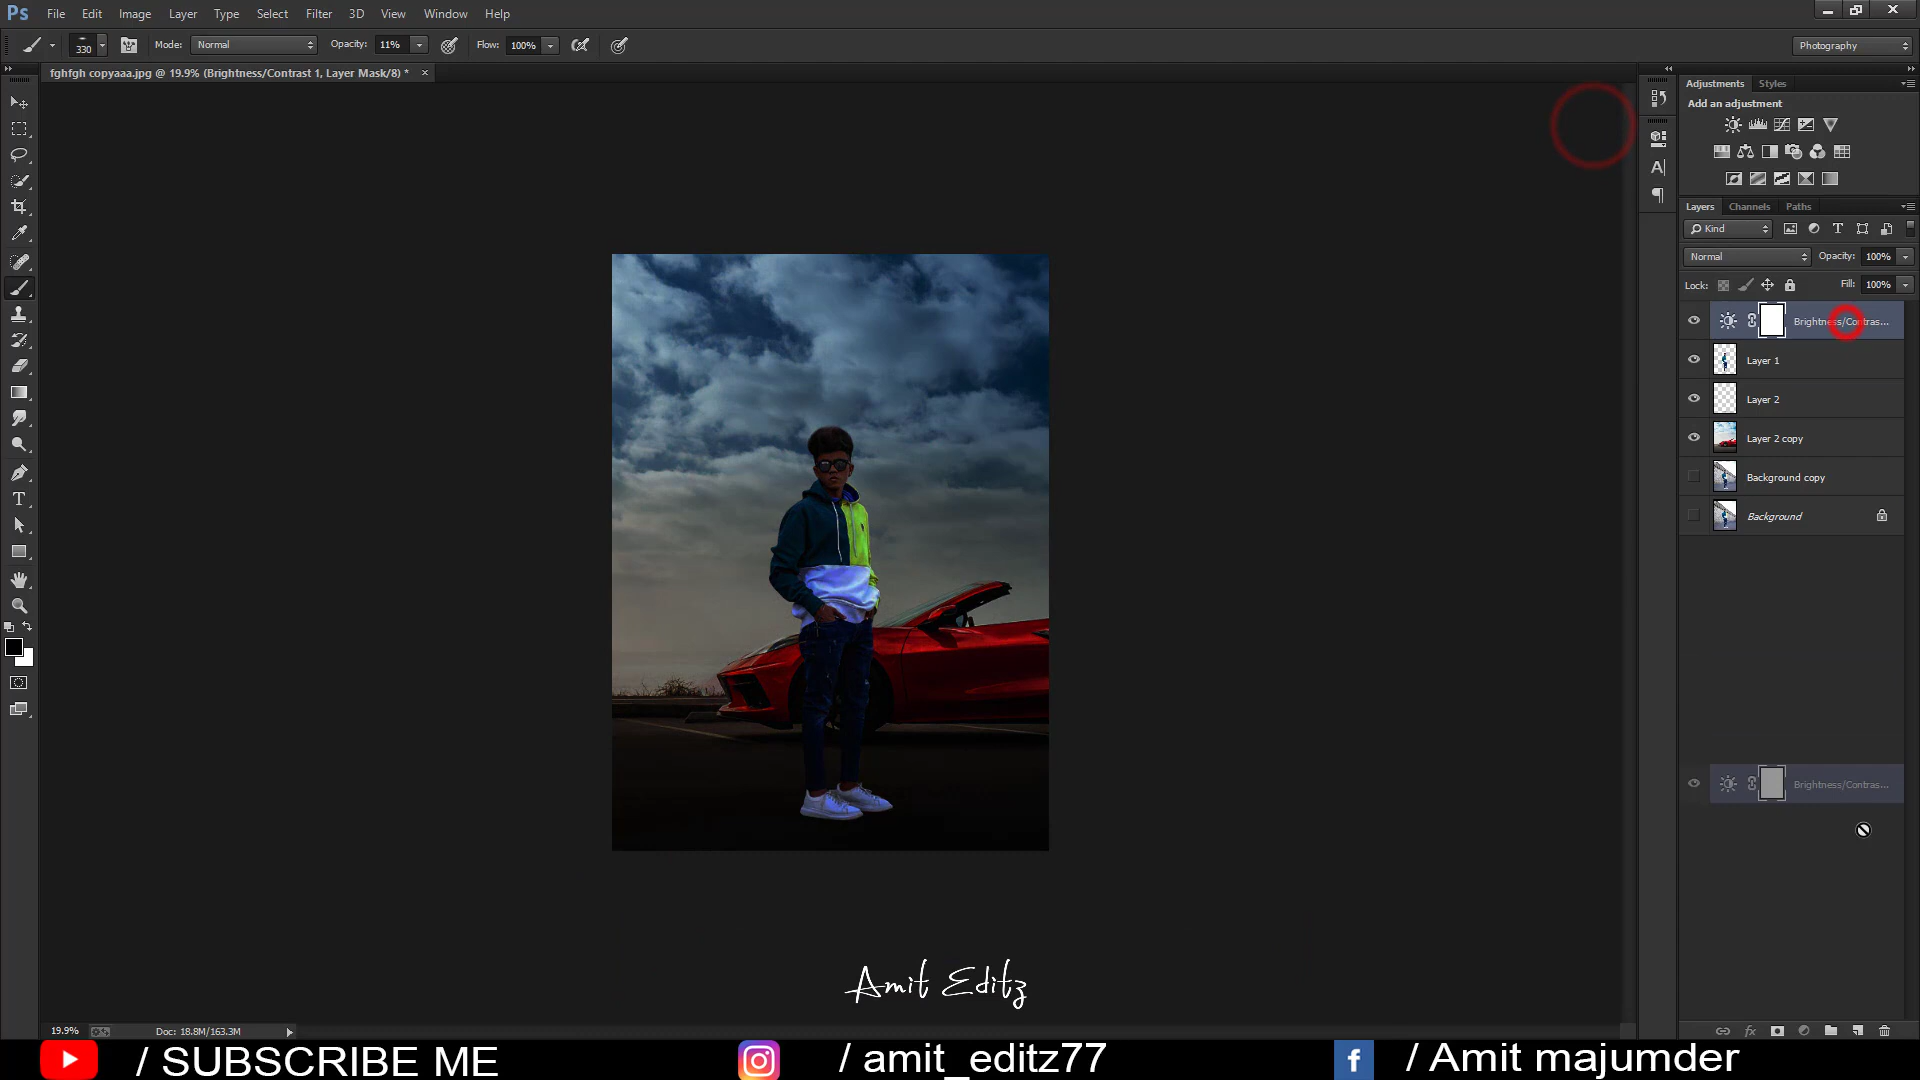 Ps File Edit Image Layer Type Select Filter 3D View Window Help
330 Mode: Normal Opacity: 11% Flow: 100% Photography
fghfgh copyaaa.jpg @ 19.9% (Brightness/Contrast 1, Layer Mask/8) * ×
Adjustments Styles
Add an adjustment
Layers Channels Paths
Kind
Normal Opacity: 100%
Lock: Fill: 100%
Brightness/Contras...
Layer 1
Layer 2
Layer 2 copy
Background copy
Background
Brightness/Contras...
Amit Editz
19.9% Doc: 18.8M/163.3M
/ SUBSCRIBE ME / amit_editz77 / Amit majumder